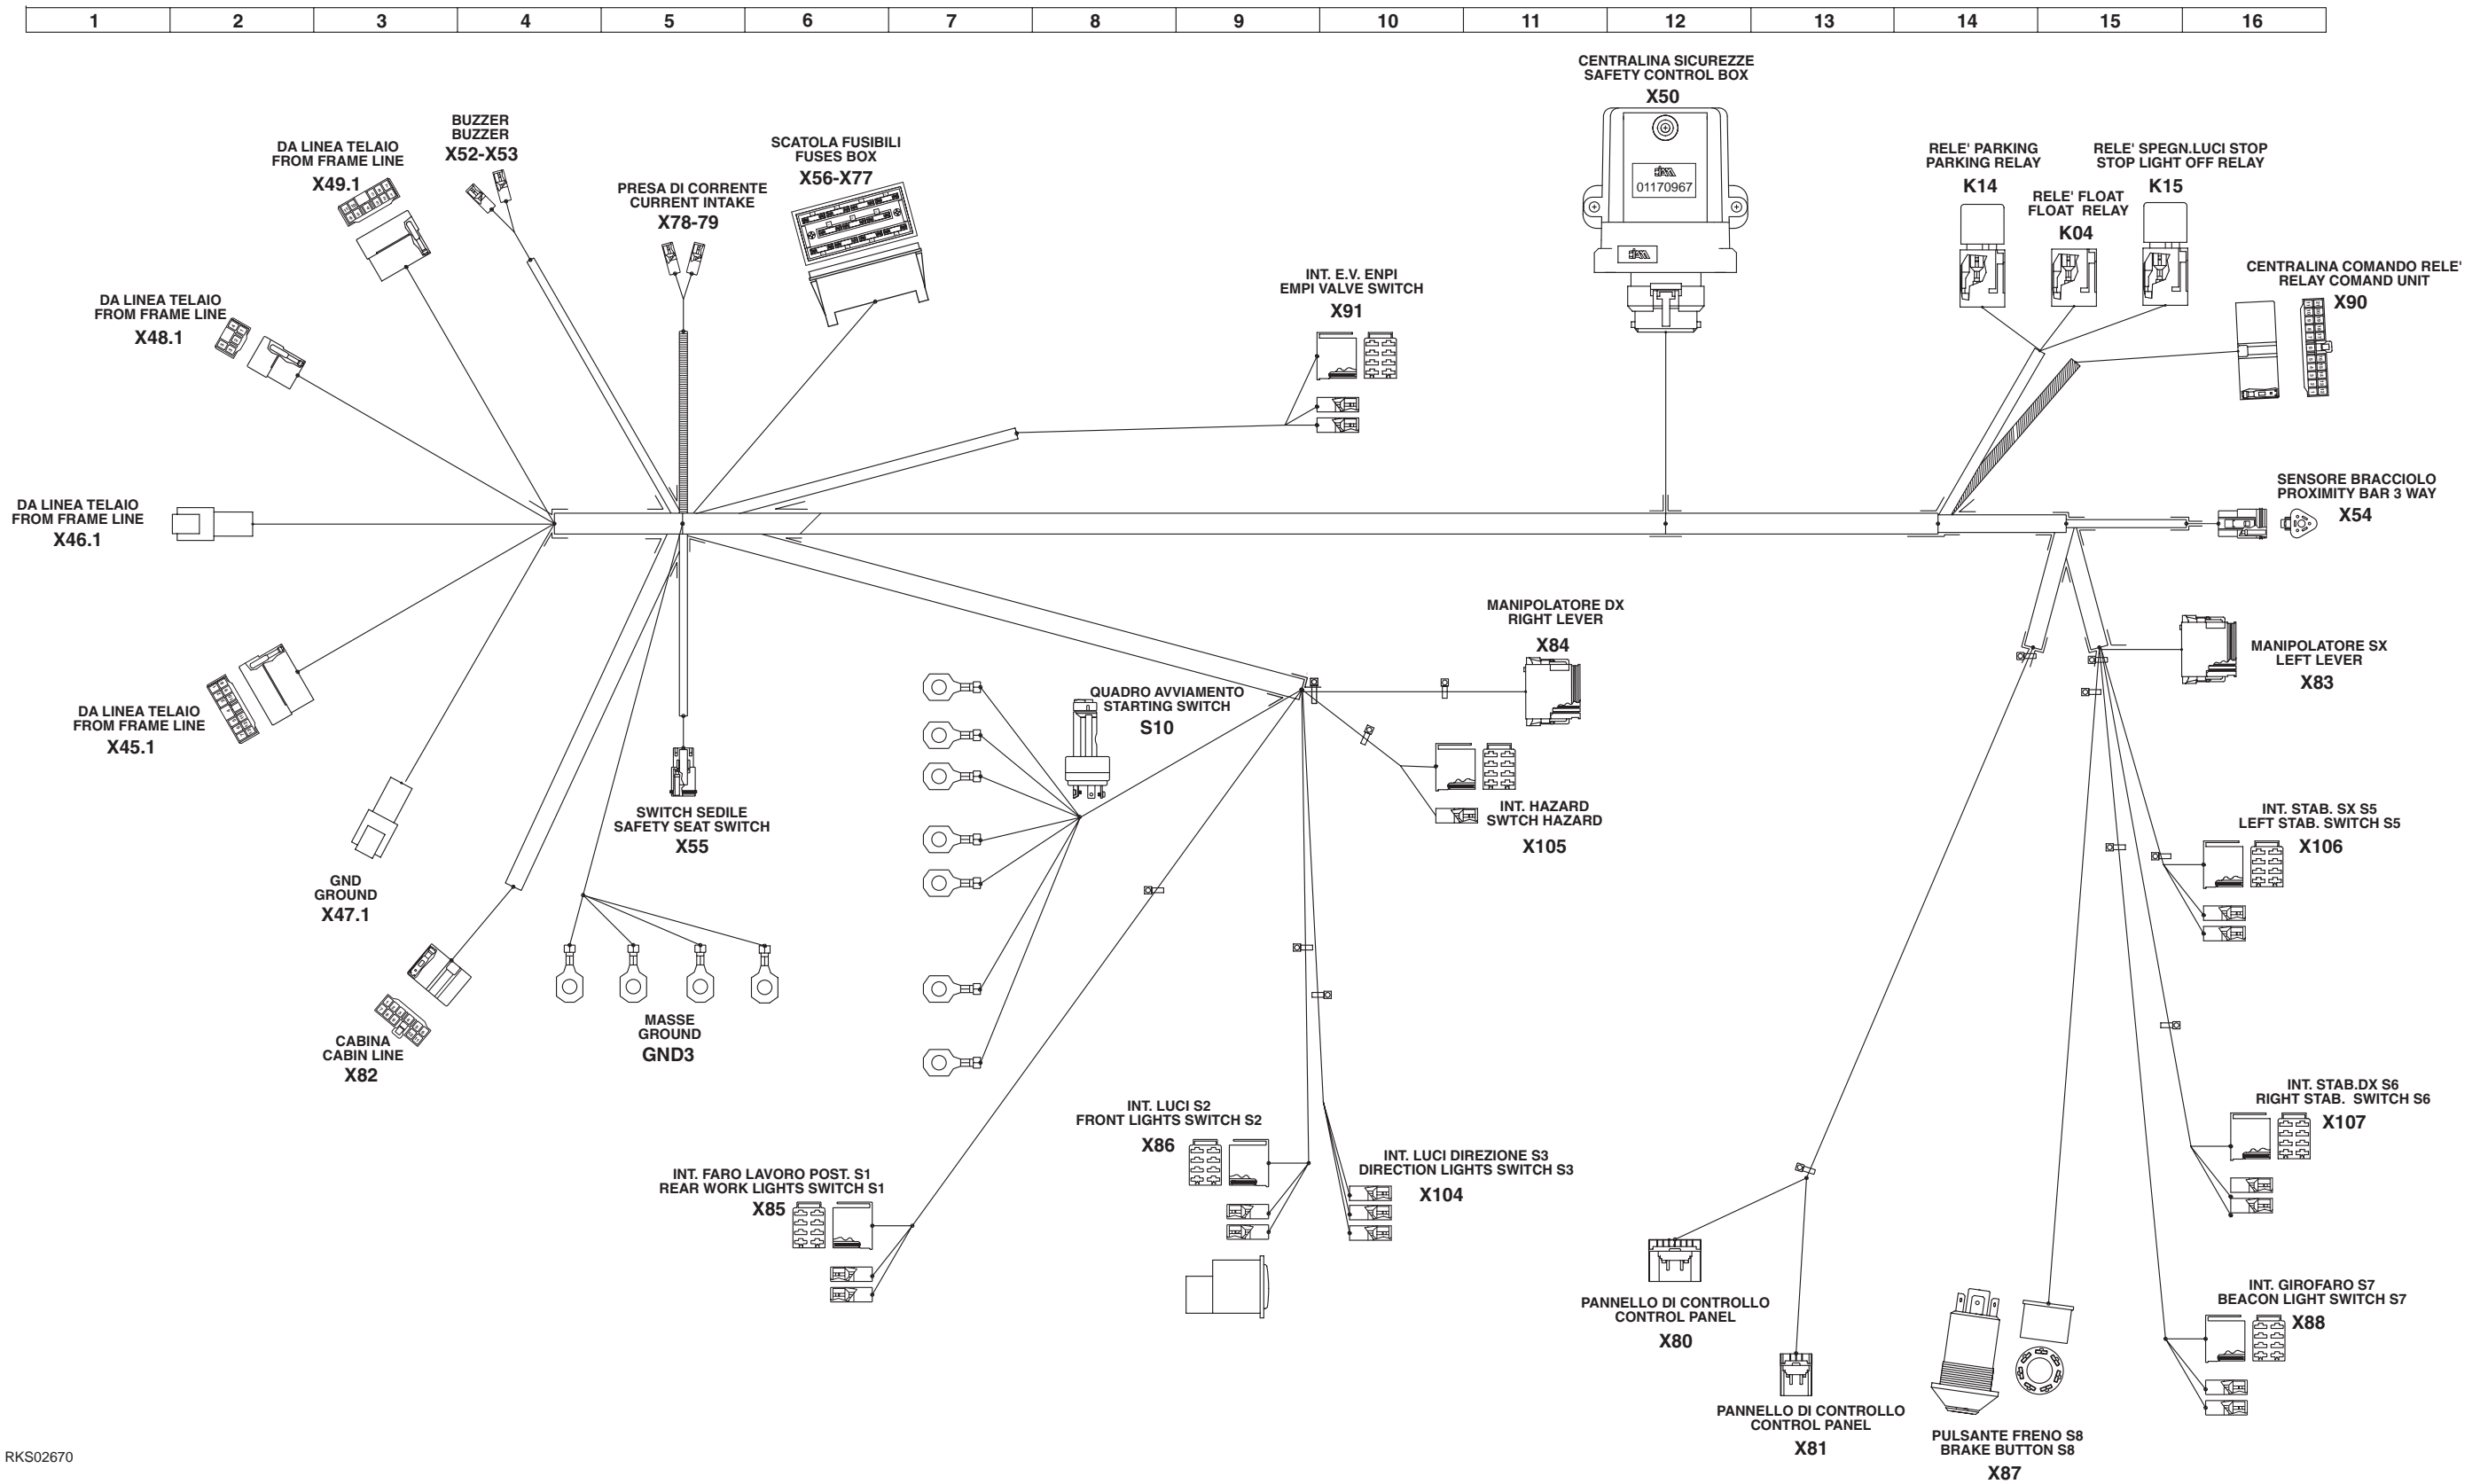 1 2 3 4 5 6 7 8 9 10 11 12 13 14 15 16
CENTRALINA SICUREZZE
SAFETY CONTROL BOX
X50
01170967
BUZZER
BUZZER
X52-X53
DA LINEA TELAIO
FROM FRAME LINE
X49.1
SCATOLA FUSIBILI
FUSES BOX
X56-X77
PRESA DI CORRENTE
CURRENT INTAKE
X78-79
RELE' PARKING
PARKING RELAY
K14
RELE' SPEGN.LUCI STOP
STOP LIGHT OFF RELAY
K15
RELE' FLOAT
FLOAT RELAY
K04
CENTRALINA COMANDO RELE'
RELAY COMAND UNIT
X90
INT. E.V. ENPI
EMPI VALVE SWITCH
X91
DA LINEA TELAIO
FROM FRAME LINE
X48.1
DA LINEA TELAIO
FROM FRAME LINE
X46.1
SENSORE BRACCIOLO
PROXIMITY BAR 3 WAY
X54
MANIPOLATORE DX
RIGHT LEVER
X84
MANIPOLATORE SX
LEFT LEVER
X83
QUADRO AVVIAMENTO
STARTING SWITCH
S10
DA LINEA TELAIO
FROM FRAME LINE
X45.1
SWITCH SEDILE
SAFETY SEAT SWITCH
X55
INT. HAZARD
SWTCH HAZARD
X105
INT. STAB. SX S5
LEFT STAB. SWITCH S5
X106
GND
GROUND
X47.1
MASSE
GROUND
GND3
CABINA
CABIN LINE
X82
INT. LUCI S2
FRONT LIGHTS SWITCH S2
X86
INT. STAB.DX S6
RIGHT STAB. SWITCH S6
X107
INT. LUCI DIREZIONE S3
DIRECTION LIGHTS SWITCH S3
X104
INT. FARO LAVORO POST. S1
REAR WORK LIGHTS SWITCH S1
X85
INT. GIROFARO S7
BEACON LIGHT SWITCH S7
X88
PANNELLO DI CONTROLLO
CONTROL PANEL
X80
PANNELLO DI CONTROLLO
CONTROL PANEL
X81
PULSANTE FRENO S8
BRAKE BUTTON S8
X87
RKS02670